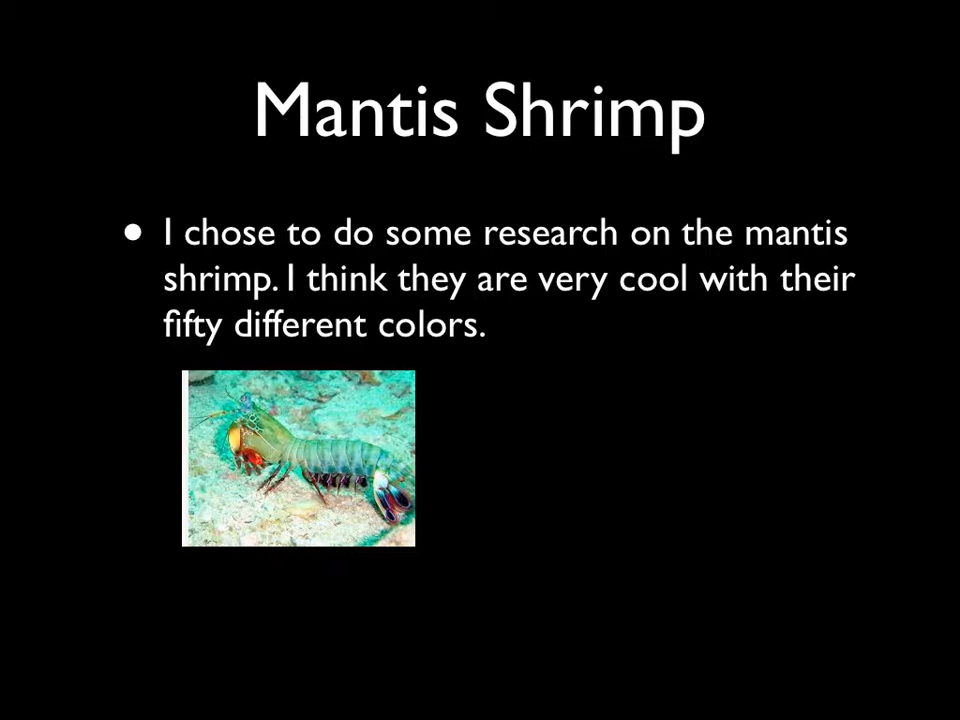 Mantis Shrimp
• I chose to do some research on the mantis
shrimp. I think they are very cool with their
fifty different colors.